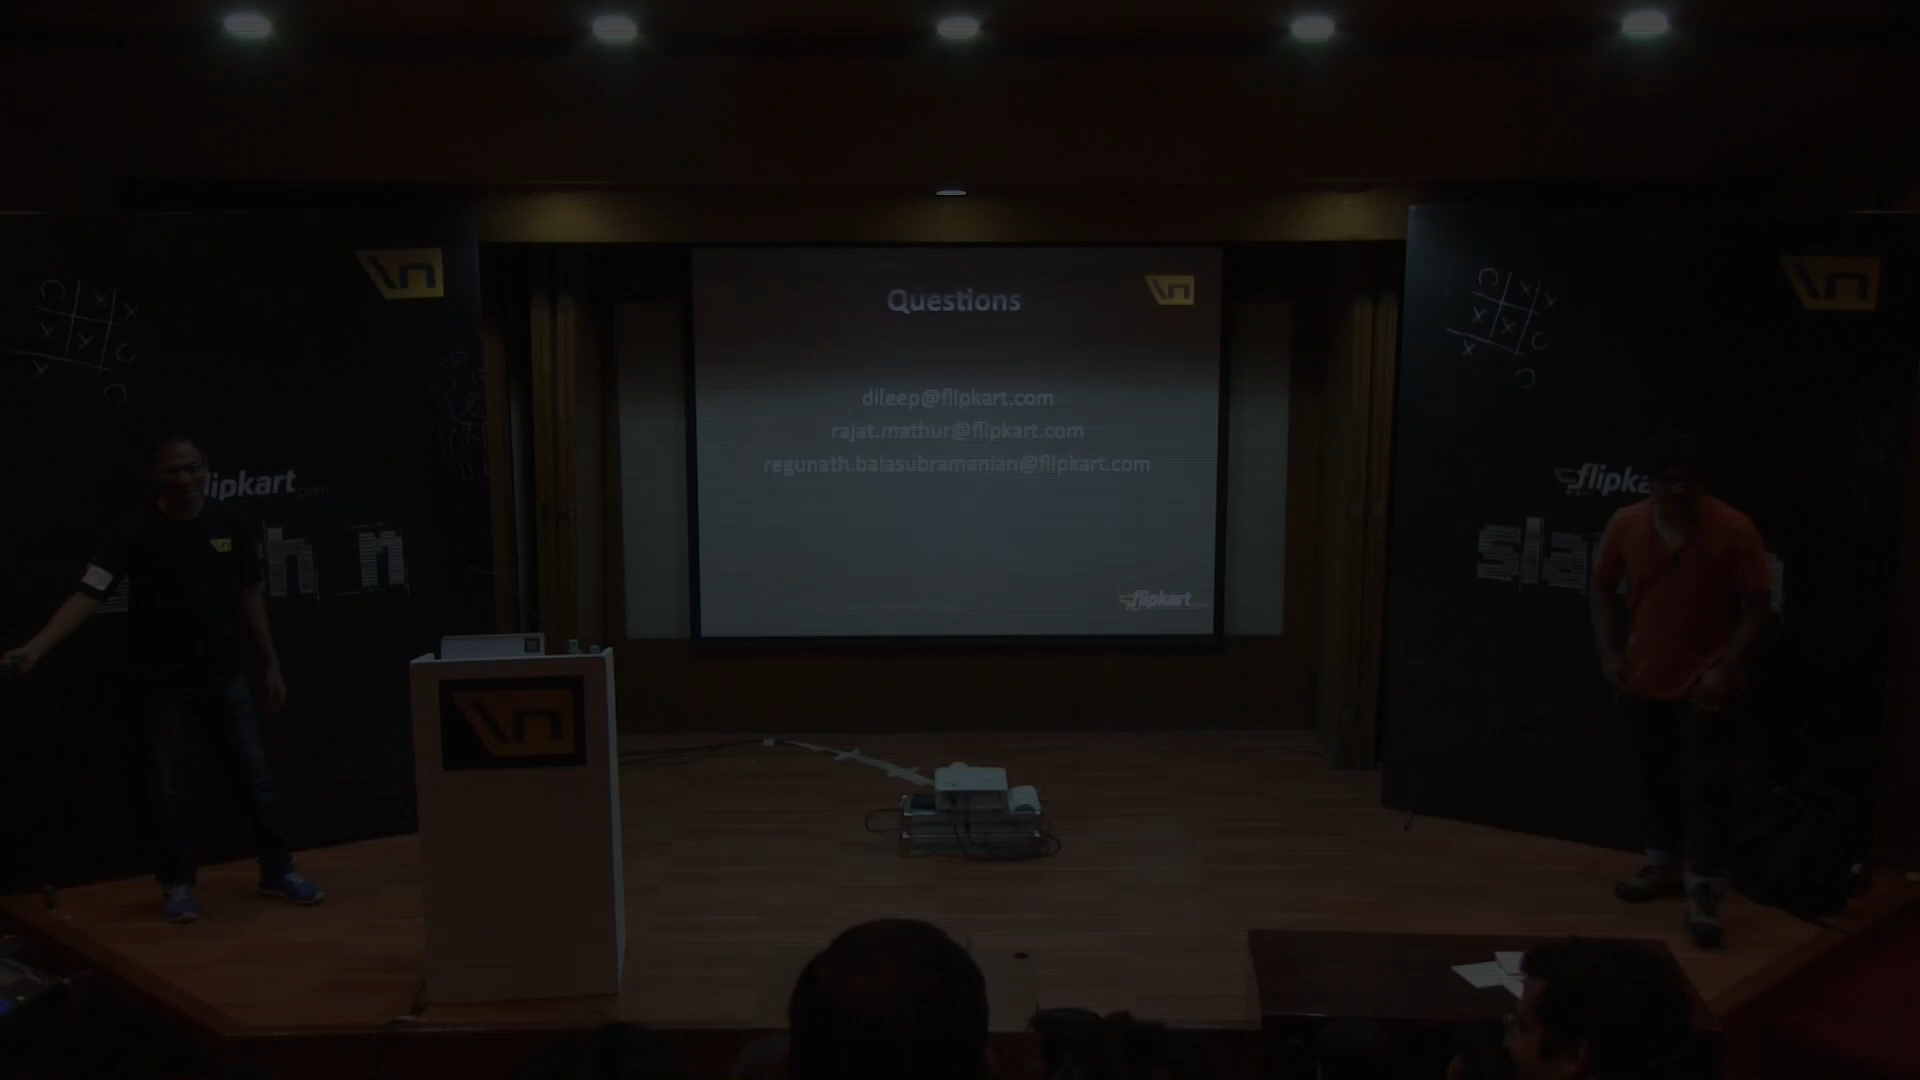 \n
Questions
\n
\n
dileep@flipkart.com
rajat.mathur@flipkart.com
regunath.balasubramanian@flipkart.com
flipkart.com
flipkart
\n
h n
flipkart
\n